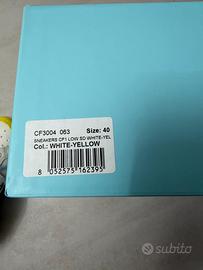 CF3004 063 Size: 40
SNEAKERS CF1 LOW SD WHITE-YEL
Col.: WHITE-YELLOW
8 052575 162395
subito